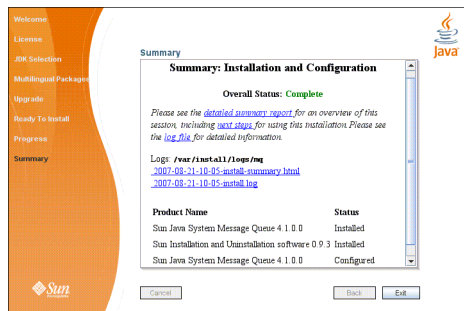 Welcome
License
JDK Selection
Multilingual Packages
Upgrade
Ready To Install
Progress
Summary
Sun
microsystems
Java
Summary
Summary: Installation and Configuration
Overall Status: Complete
Please see the detailed summary report for an overview of this
session, including next steps for using this installation. Please see
the log file for detailed information.
Logs: /var/install/logs/mq
2007-08-21-10-05-install-summary.html
2007-08-21-10-05-install.log
Product Name Status
Sun Java System Message Queue 4.1.0.0 Installed
Sun Installation and Uninstallation software 0.9.3 Installed
Sun Java System Message Queue 4.1.0.0 Configured
Cancel Back Exit